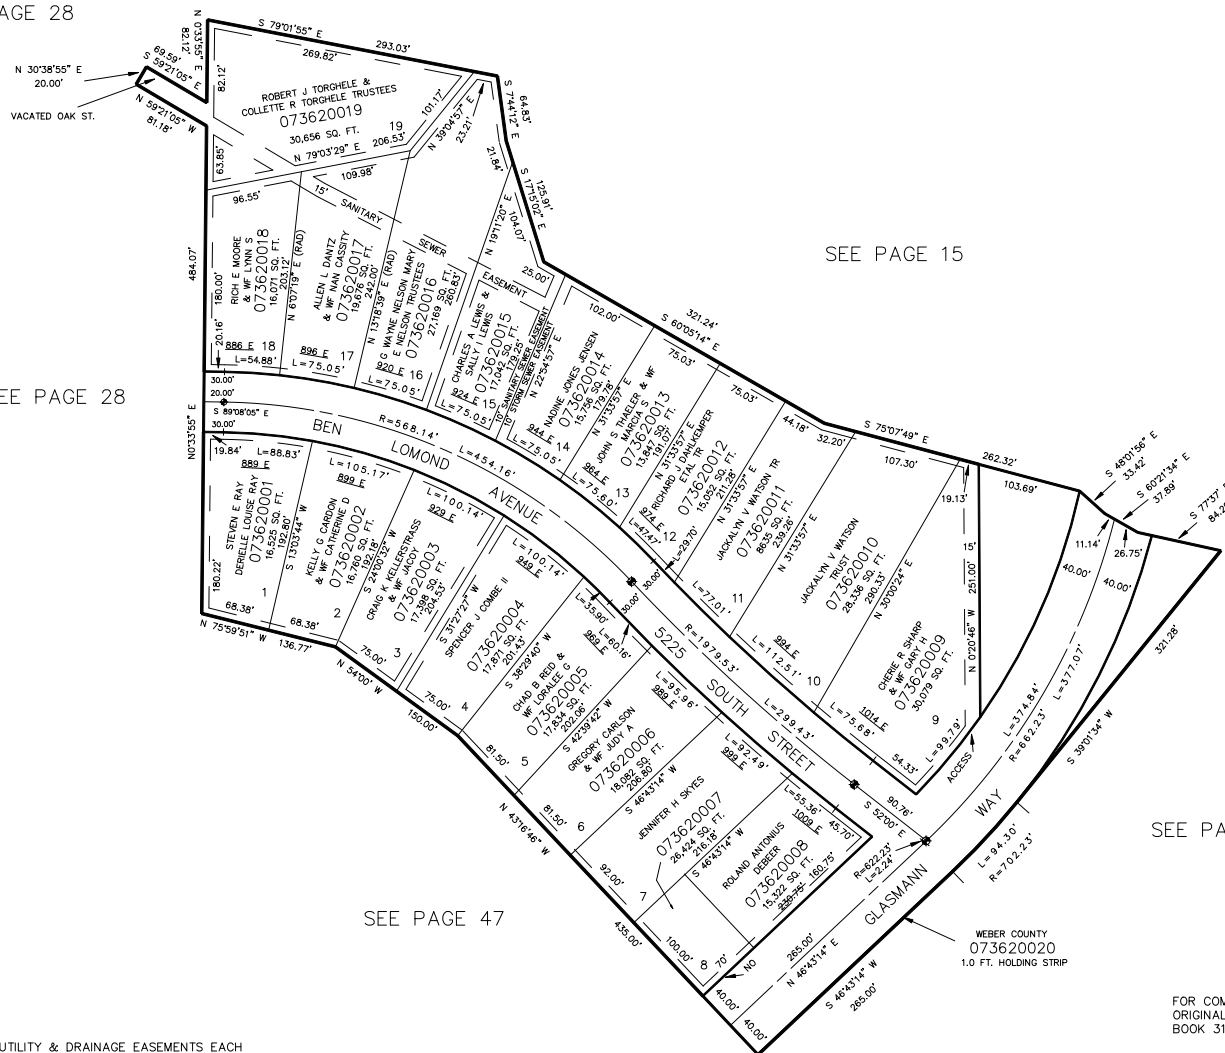 PAGE 28
N 30°38'55" E
20.00'
VACATED OAK ST.
69.59'
S 59°21'05" E
N 59°21'05" W
81.18'
N 0°33'55" E
82.12'
82.12'
S 79°01'55" E
293.03'
269.82'
ROBERT J TORGHELE &
COLLETTE R TORGHELE TRUSTEES
073620019
30,656 SQ. FT.
19
101.17'
N 79°03'29" E
206.53'
N 39°04'57" E
23.21'
S 7°44'12" E
64.83'
21.84'
S 17°15'02" E
125.91'
104.07'
63.85'
96.55'
109.98'
15'
SANITARY
SEWER
EASEMENT
N 19°11'20" E
25.00'
SEE PAGE 15
484.07'
180.00'
20.16'
RICH E MOORE
& WF LYNN S
073620018
16,071 SQ. FT.
203.12'
N 6°07'19" E (RAD)
886 E
18
L=54.88'
ALLEN L DANTZ
& WF NAN CASSITY
073620017
19,676 SQ. FT.
242.00'
N 13°18'39" E (RAD)
896 E
17
L=75.05'
G WAYNE NELSON MARY
E NELSON TRUSTEES
073620016
27,169 SQ. FT.
260.83'
920 E
16
L=75.05'
CHARLES A LEWIS &
SALLY I LEWIS
073620015
17,042 SQ. FT.
179.25'
924 E
15
L=75.05'
10' SANITARY SEWER EASEMENT
10' STORM SEWER EASEMENT
N 22°54'57" E
102.00'
321.24'
S 60°05'14" E
NADINE JONES JENSEN
073620014
15,756 SQ. FT.
179.78'
N 31°33'57" E
944 E
14
L=75.05'
75.03'
JOHN S THAELER & WF
MARCIA S
073620013
13,847 SQ. FT.
191.07'
N 31°33'57" E
964 E
13
L=75.60'
75.03'
RICHARD J DAHLKEMPER
ETAL TR
073620012
15,052 SQ. FT.
211.28'
N 31°33'57" E
974 E
12
L=47.47'
44.18'
32.20'
JACKALYN V WATSON TR
073620011
8635 SQ. FT.
239.26'
N 31°33'57" E
L=29.70'
L=77.01'
11
S 75°07'49" E
262.32'
107.30'
103.69'
JACKALYN V WATSON
TRUST
073620010
28,336 SQ. FT.
290.33'
N 30°00'24" E
994 E
L=112.51'
10
19.13'
15'
251.00'
N 0°20'46" W
CHERIE R SHARP
& WF GARY H
073620009
30,079 SQ. FT.
1014 E
9
L=75.68'
54.33'
L=99.79'
ACCESS
S 48°01'56" E
33.42'
S 60°21'34" E
37.89'
S 77°37'
11.14'
26.75'
40.00'
40.00'
L=374.84'
R=662.23'
L=377.07'
321.28'
S 39°01'34" W
SEE PAGE 28
30.00'
20.00'
S 89°08'05" E
30.00'
N0°33'55" E
BEN LOMOND AVENUE
R=568.14'
L=454.16'
19.84'
L=88.83'
889 E
STEVEN E RAY
DERIELLE LOUISE RAY
073620001
16,525 SQ. FT.
192.80'
S 13°03'44" W
180.22'
1
68.38'
L=105.17'
899 E
KELLY G CARDON
& WF CATHERINE D
073620002
16,760 SQ. FT.
192.18'
S 24°00'32" W
2
68.38'
N 75°59'51" W
136.77'
L=100.14'
929 E
CRAIG K KELLERSTRASS
& WF JACOY
073620003
17,398 SQ. FT.
204.53'
S 31°27'27" W
3
75.00'
N 54°00' W
150.00'
L=100.14'
949 E
SPENCER J COMBE II
073620004
17,871 SQ. FT.
201.43'
S 38°29'40" W
4
75.00'
L=35.90'
L=60.16'
969 E
CHAD B REID &
WF LORALEE G
073620005
17,834 SQ. FT.
202.06'
S 42°39'42" W
5
81.50'
30.00'
30.00'
5225 SOUTH STREET
R=1979.53'
L=299.43'
L=95.96'
989 E
GREGORY CARLSON
& WF JUDY A
073620006
18,082 SQ. FT.
206.80'
S 46°43'14" W
6
81.50'
N 43°16'46" W
L=92.49'
999 E
JENNIFER H SKYES
073620007
26,424 SQ. FT.
216.18'
S 46°43'14" W
7
92.00'
L=55.36'
1009 E
45.70'
ROLAND ANTONIUS
DEBEER
073620008
15,322 SQ. FT.
230.75'
160.75'
8
70'
NO
100.00'
435.00'
90.76'
S 52°00' E
R=622.23'
L=2.24'
GLASMANN WAY
L=94.30'
R=702.23'
265.00'
N 46°43'14" E
S 46°43'14" W
265.00'
40.00'
40.00'
WEBER COUNTY
073620020
1.0 FT. HOLDING STRIP
SEE PAGE 47
SEE PA
FOR COM
ORIGINAL
BOOK 31
UTILITY & DRAINAGE EASEMENTS EACH